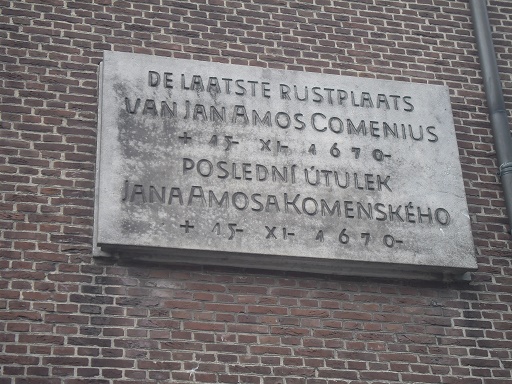 DE LAATSTE RUSTPLAATS
VAN JAN AMOS COMENIUS
+ 15- XI- 1670-
POSLEDNÍ ÚTULEK
JANA AMOSA KOMENSKÉHO
+ 15- XI- 1670-